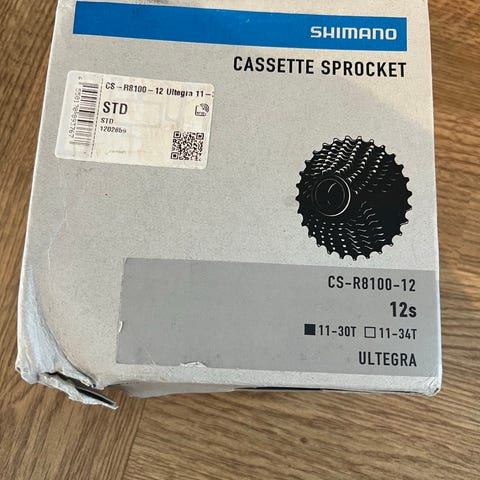 SHIMANO
CASSETTE SPROCKET
CS-R8100-12 Ultegra 11-
STD
STD
12026bs
CS-R8100-12
12s
■ 11-30T □ 11-34T
ULTEGRA